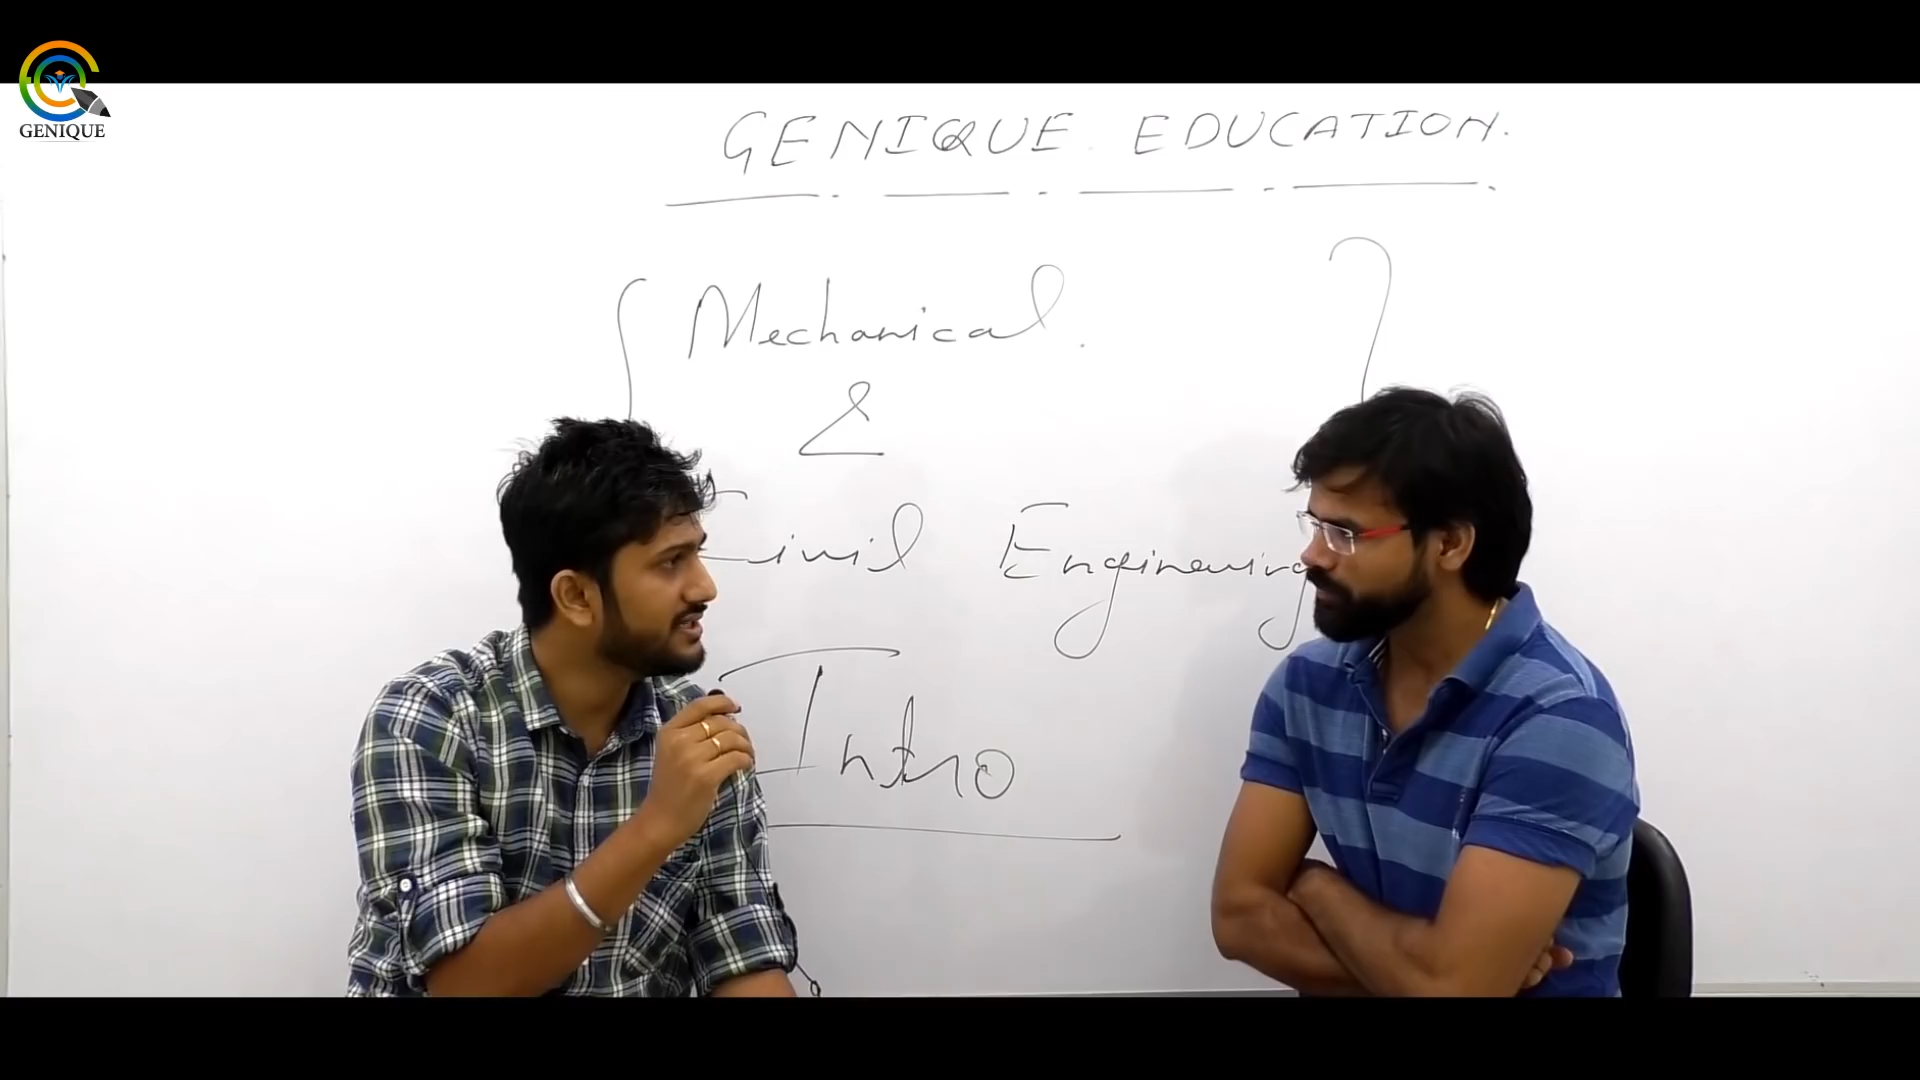 GENIQUE
GENIQUE EDUCATION.
Mechanical.
&
Civil Engineering
Intro